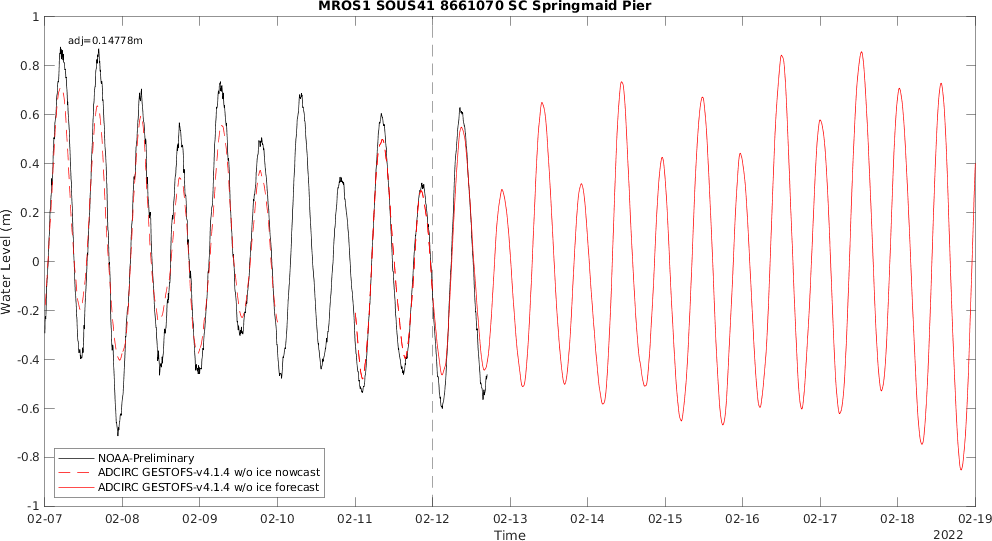 MROS1 SOUS41 8661070 SC Springmaid Pier
adj=0.14778m
1
0.8
0.6
0.4
0.2
0
-0.2
-0.4
-0.6
-0.8
-1
Water Level (m)
NOAA-Preliminary
ADCIRC GESTOFS-v4.1.4 w/o ice nowcast
ADCIRC GESTOFS-v4.1.4 w/o ice forecast
02-07 02-08 02-09 02-10 02-11 02-12 02-13 02-14 02-15 02-16 02-17 02-18 02-19
Time
2022